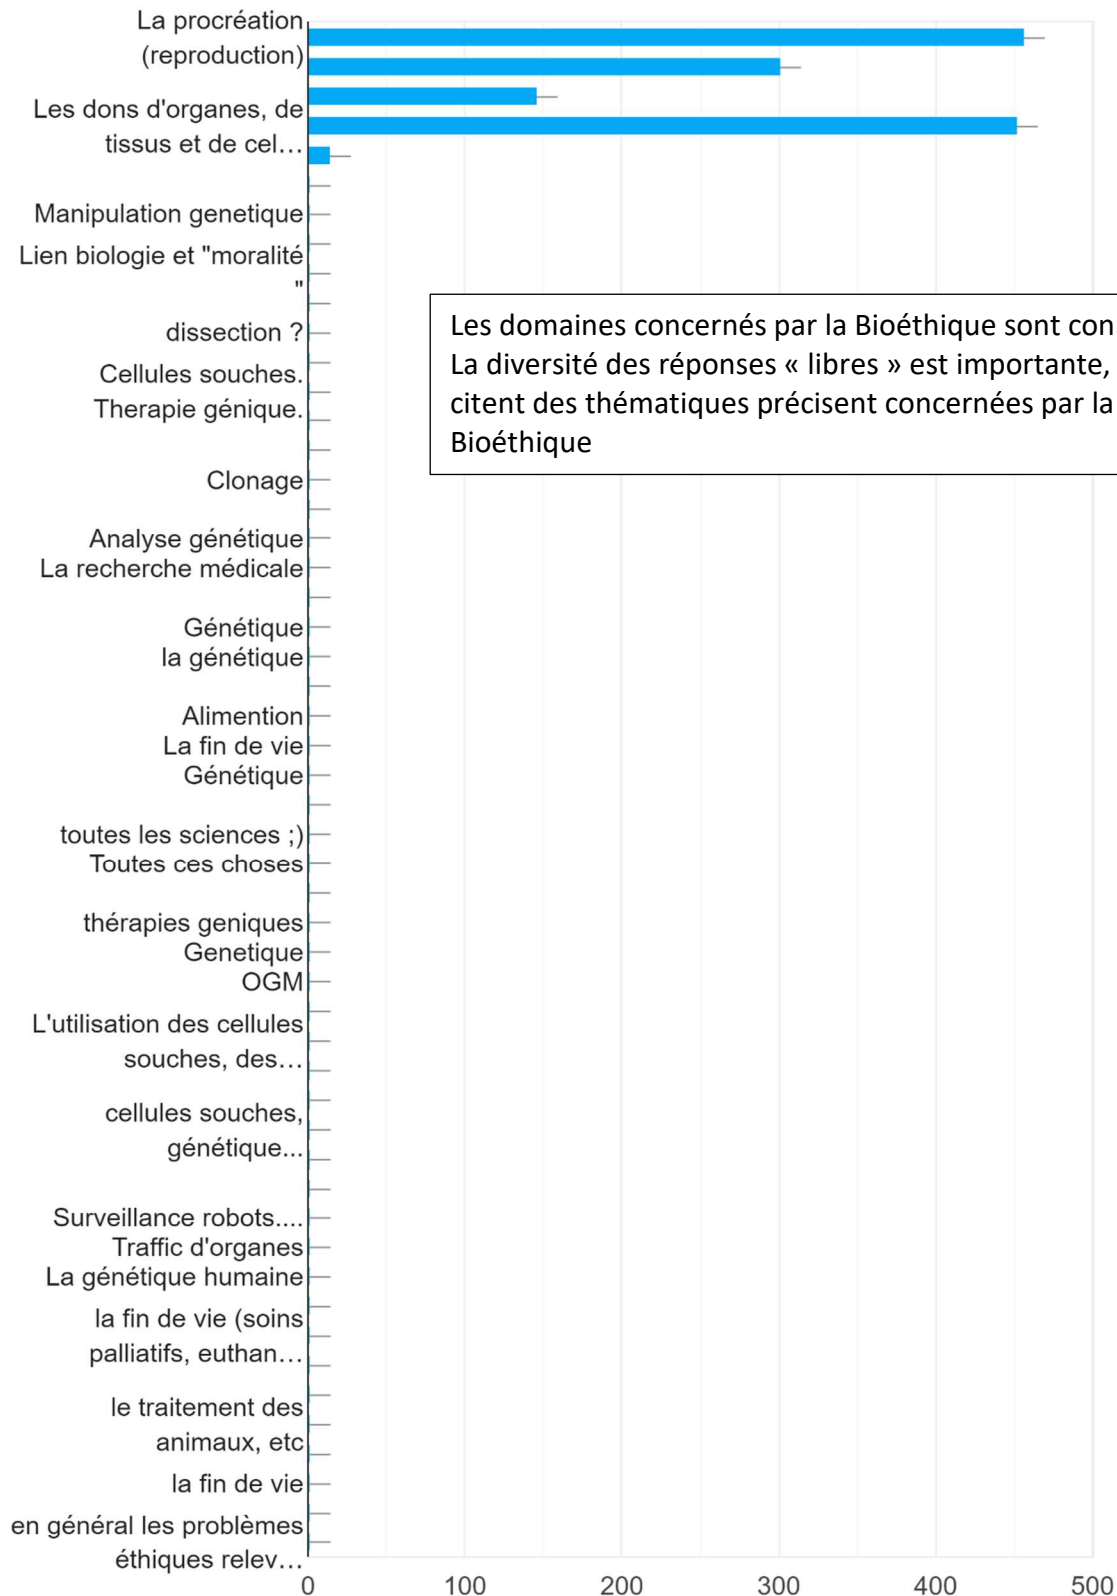 La procréation
(reproduction)
Les dons d'organes, de
tissus et de cel…
Manipulation genetique
Lien biologie et "moralité
"
dissection ?
Cellules souches.
Therapie génique.
Clonage
Analyse génétique
La recherche médicale
Génétique
la génétique
Alimention
La fin de vie
Génétique
toutes les sciences ;)
Toutes ces choses
thérapies geniques
Genetique
OGM
L'utilisation des cellules
souches, des…
cellules souches,
génétique...
Surveillance robots....
Traffic d'organes
La génétique humaine
la fin de vie (soins
palliatifs, euthan…
le traitement des
animaux, etc
la fin de vie
en général les problèmes
éthiques relev…
0 100 200 300 400 500
Les domaines concernés par la Bioéthique sont con
La diversité des réponses « libres » est importante,
citent des thématiques précisent concernées par la
Bioéthique